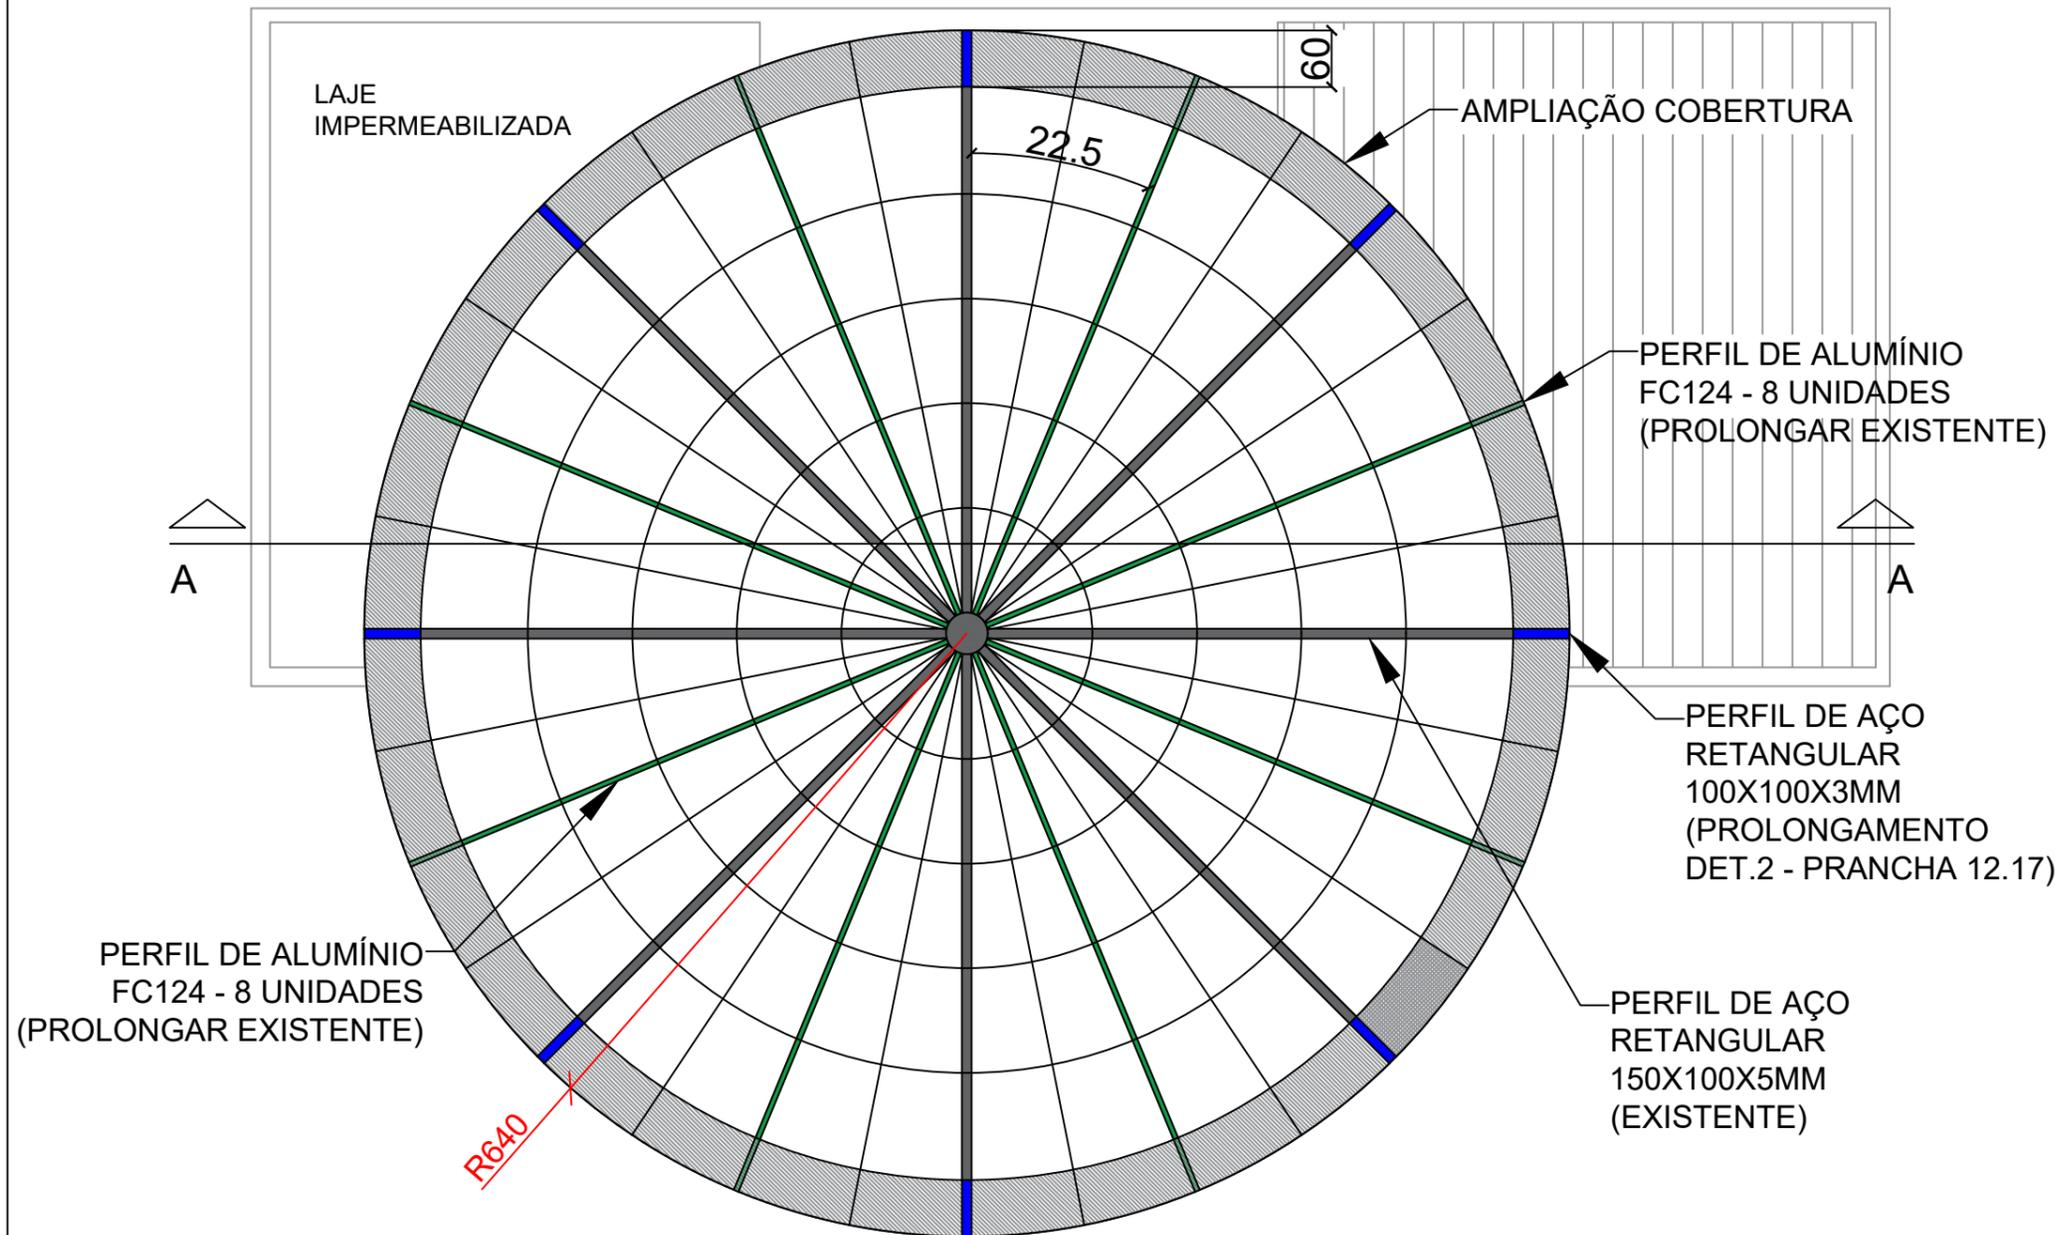 60
LAJE
IMPERMEABILIZADA
AMPLIAÇÃO COBERTURA
22.5
PERFIL DE ALUMÍNIO
FC124 - 8 UNIDADES
(PROLONGAR EXISTENTE)
A
A
PERFIL DE AÇO
RETANGULAR
100X100X3MM
(PROLONGAMENTO
DET.2 - PRANCHA 12.17)
PERFIL DE ALUMÍNIO
FC124 - 8 UNIDADES
(PROLONGAR EXISTENTE)
PERFIL DE AÇO
RETANGULAR
150X100X5MM
(EXISTENTE)
R640